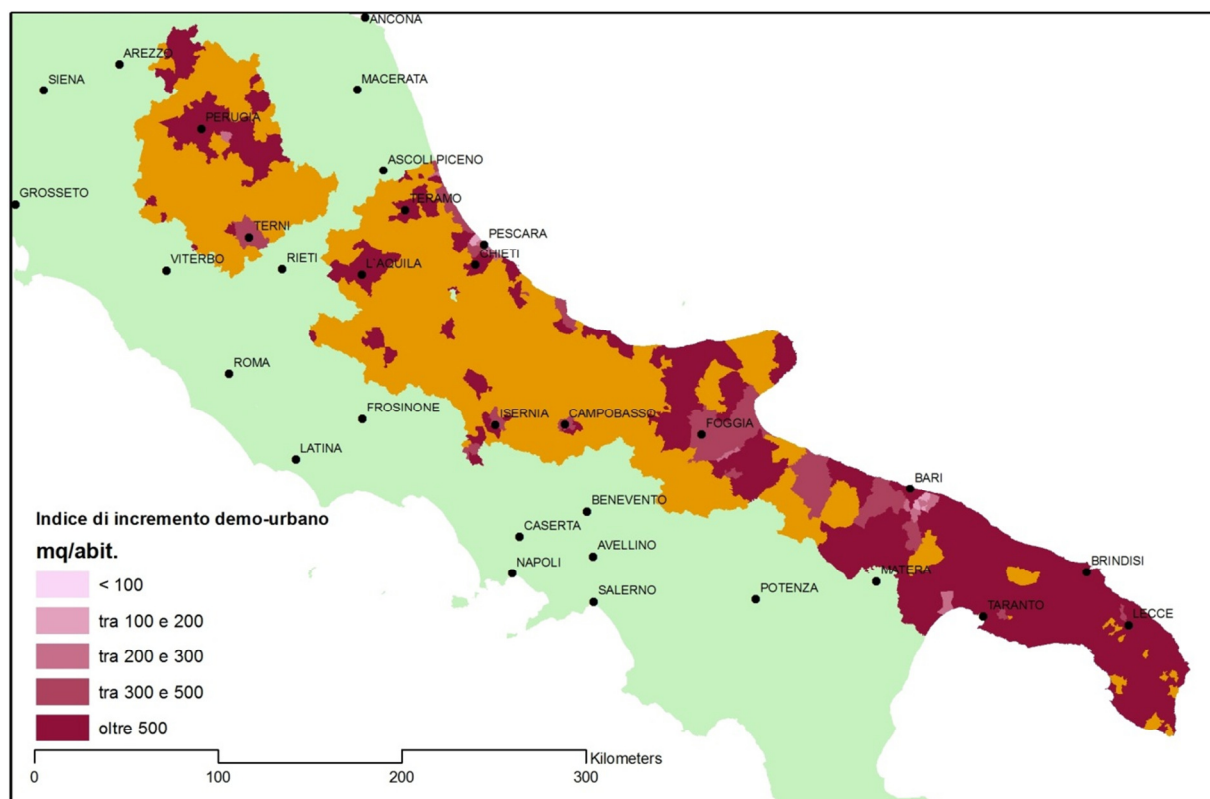 ANCONA
AREZZO
SIENA
MACERATA
PERUGIA
ASCOLI PICENO
GROSSETO
TERAMO
TERNI
PESCARA
CHIETI
VITERBO
RIETI
L`AQUILA
ROMA
FROSINONE
ISERNIA
CAMPOBASSO
FOGGIA
LATINA
BARI
BENEVENTO
CASERTA
AVELLINO
NAPOLI
SALERNO
POTENZA
MATERA
BRINDISI
TARANTO
LECCE
Indice di incremento demo-urbano
mq/abit.
< 100
tra 100 e 200
tra 200 e 300
tra 300 e 500
oltre 500
Kilometers
0 100 200 300